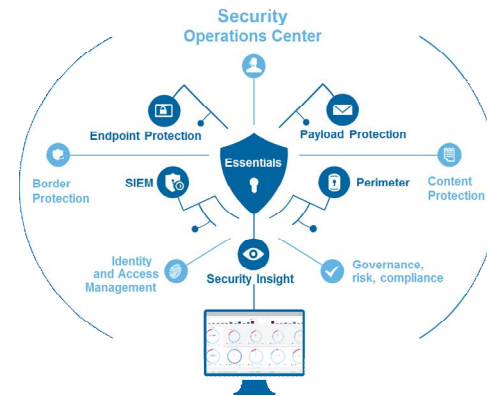 Security
Operations Center
Endpoint Protection
Payload Protection
Essentials
Border
Protection
SIEM
Perimeter
Content
Protection
Identity
and Access
Management
Security Insight
Governance,
risk, compliance